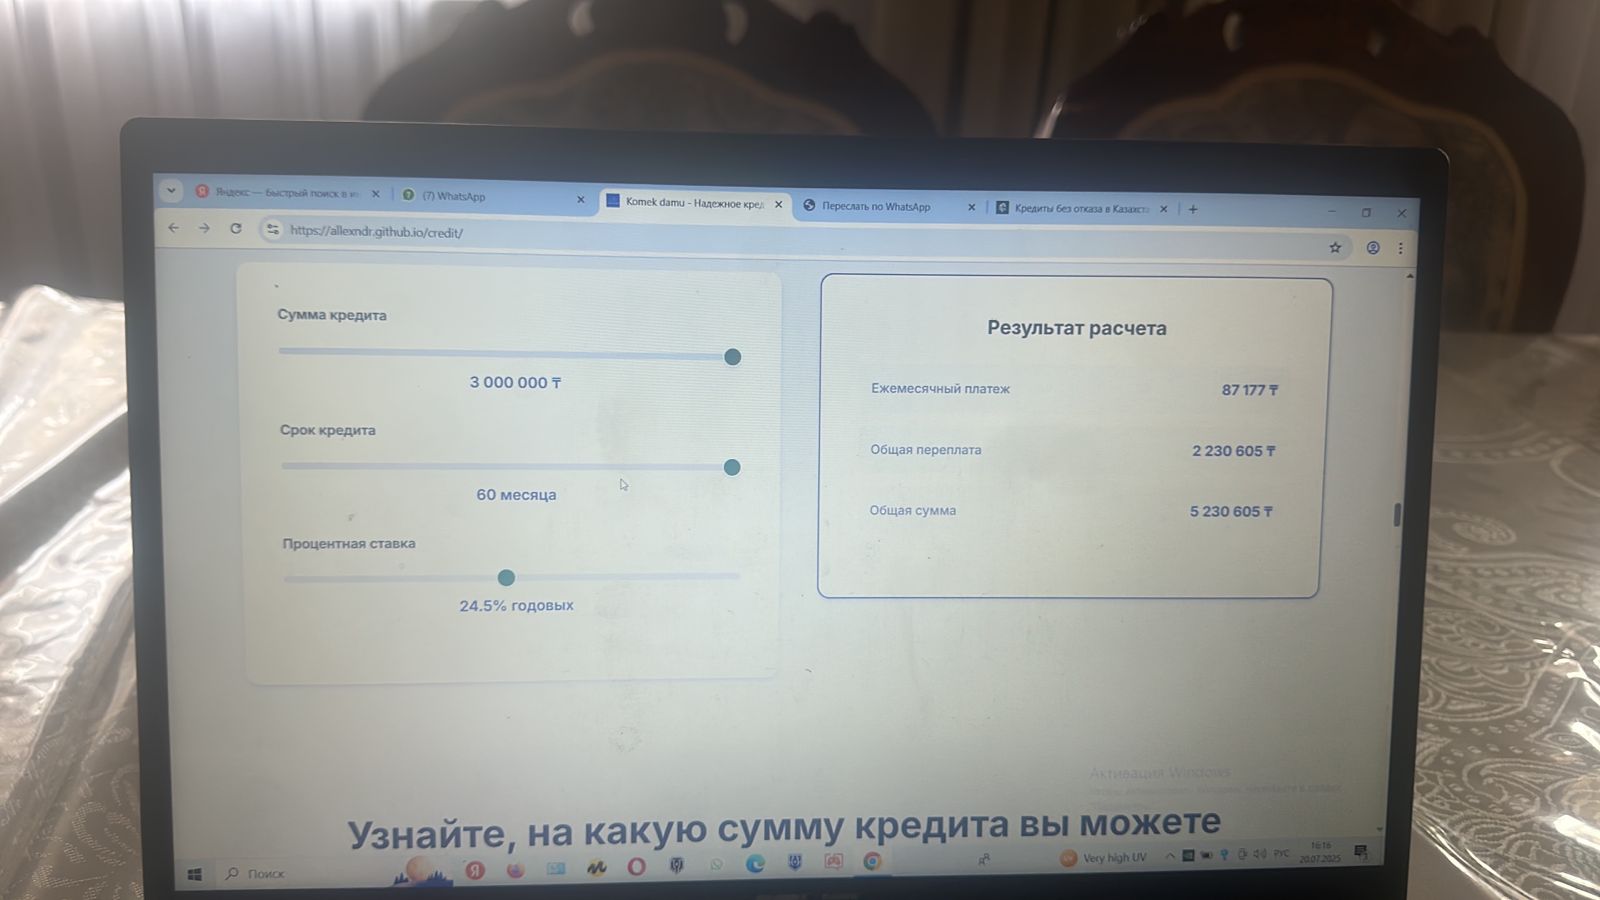 Яндекс — Быстрый поиск в
(7) WhatsApp
Komek damu - Надежное кред
Переслать по WhatsApp
Кредиты без отказа в Казахст
https://allexndr.github.io/credit/
Сумма кредита
3 000 000 ₸
Срок кредита
60 месяца
Процентная ставка
24.5% годовых
Результат расчета
Ежемесячный платеж
87 177 ₸
Общая переплата
2 230 605 ₸
Общая сумма
5 230 605 ₸
Активация Windows
Узнайте, на какую сумму кредита вы можете
Поиск
Very high UV
РУС
16:16
20.07.2025